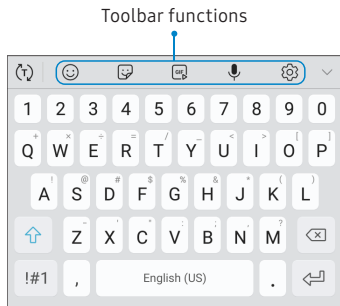 Toolbar functions
T GIF
1 2 3 4 5 6 7 8 9 0
+ × ÷ = / _ < > [ ]
Q W E R T Y U I O P
! @ # $ % & * ( )
A S D F G H J K L
- ' " : ; , ?
Z X C V B N M
!#1 , English (US) .